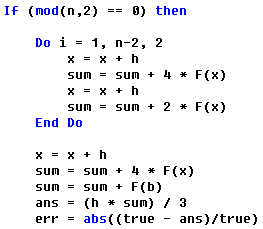 If (mod(n,2) == 0) then
Do i = 1, n-2, 2
x = x + h
sum = sum + 4 * F(x)
x = x + h
sum = sum + 2 * F(x)
End Do
x = x + h
sum = sum + 4 * F(x)
sum = sum + F(b)
ans = (h * sum) / 3
err = abs((true - ans)/true)